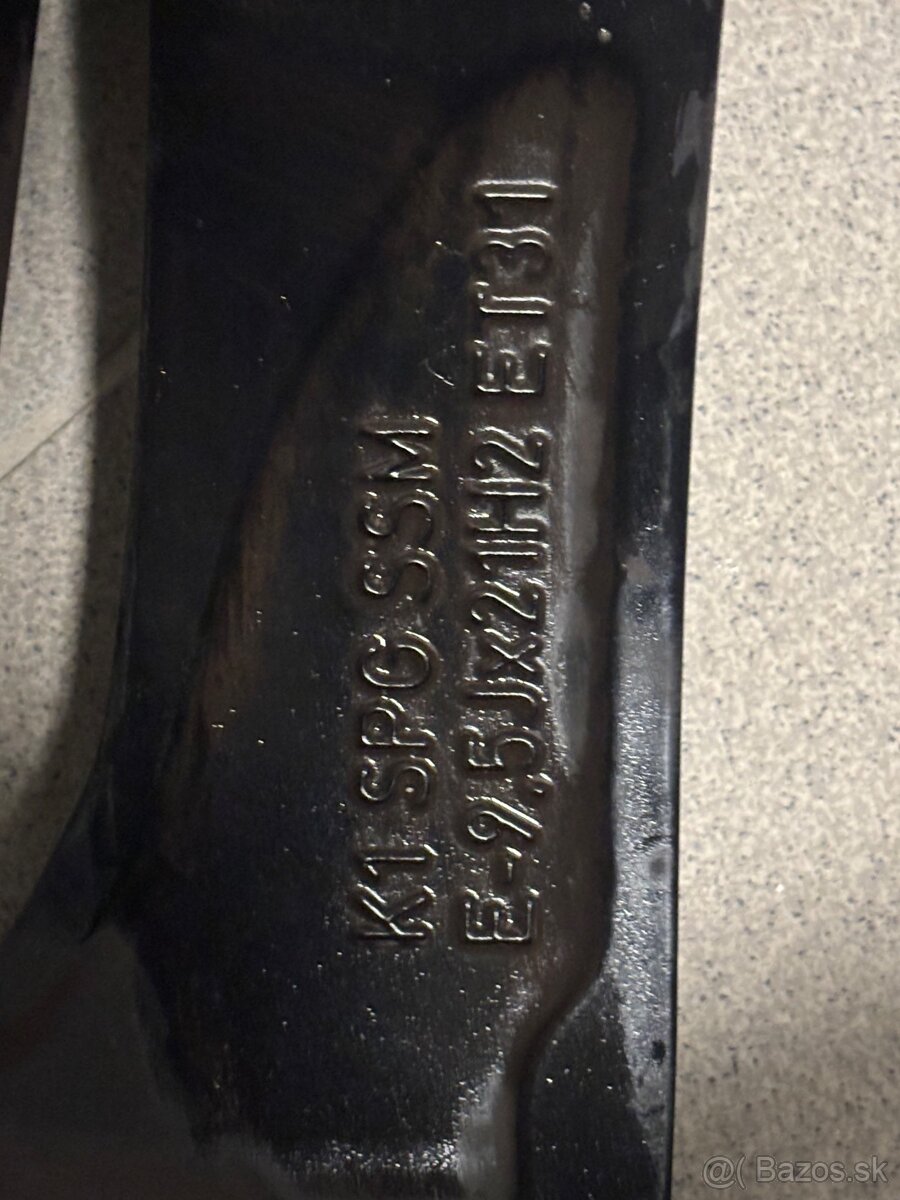 K1 SPG SSM
E-9,5Jx21H2 ET31
@( Bazos.sk